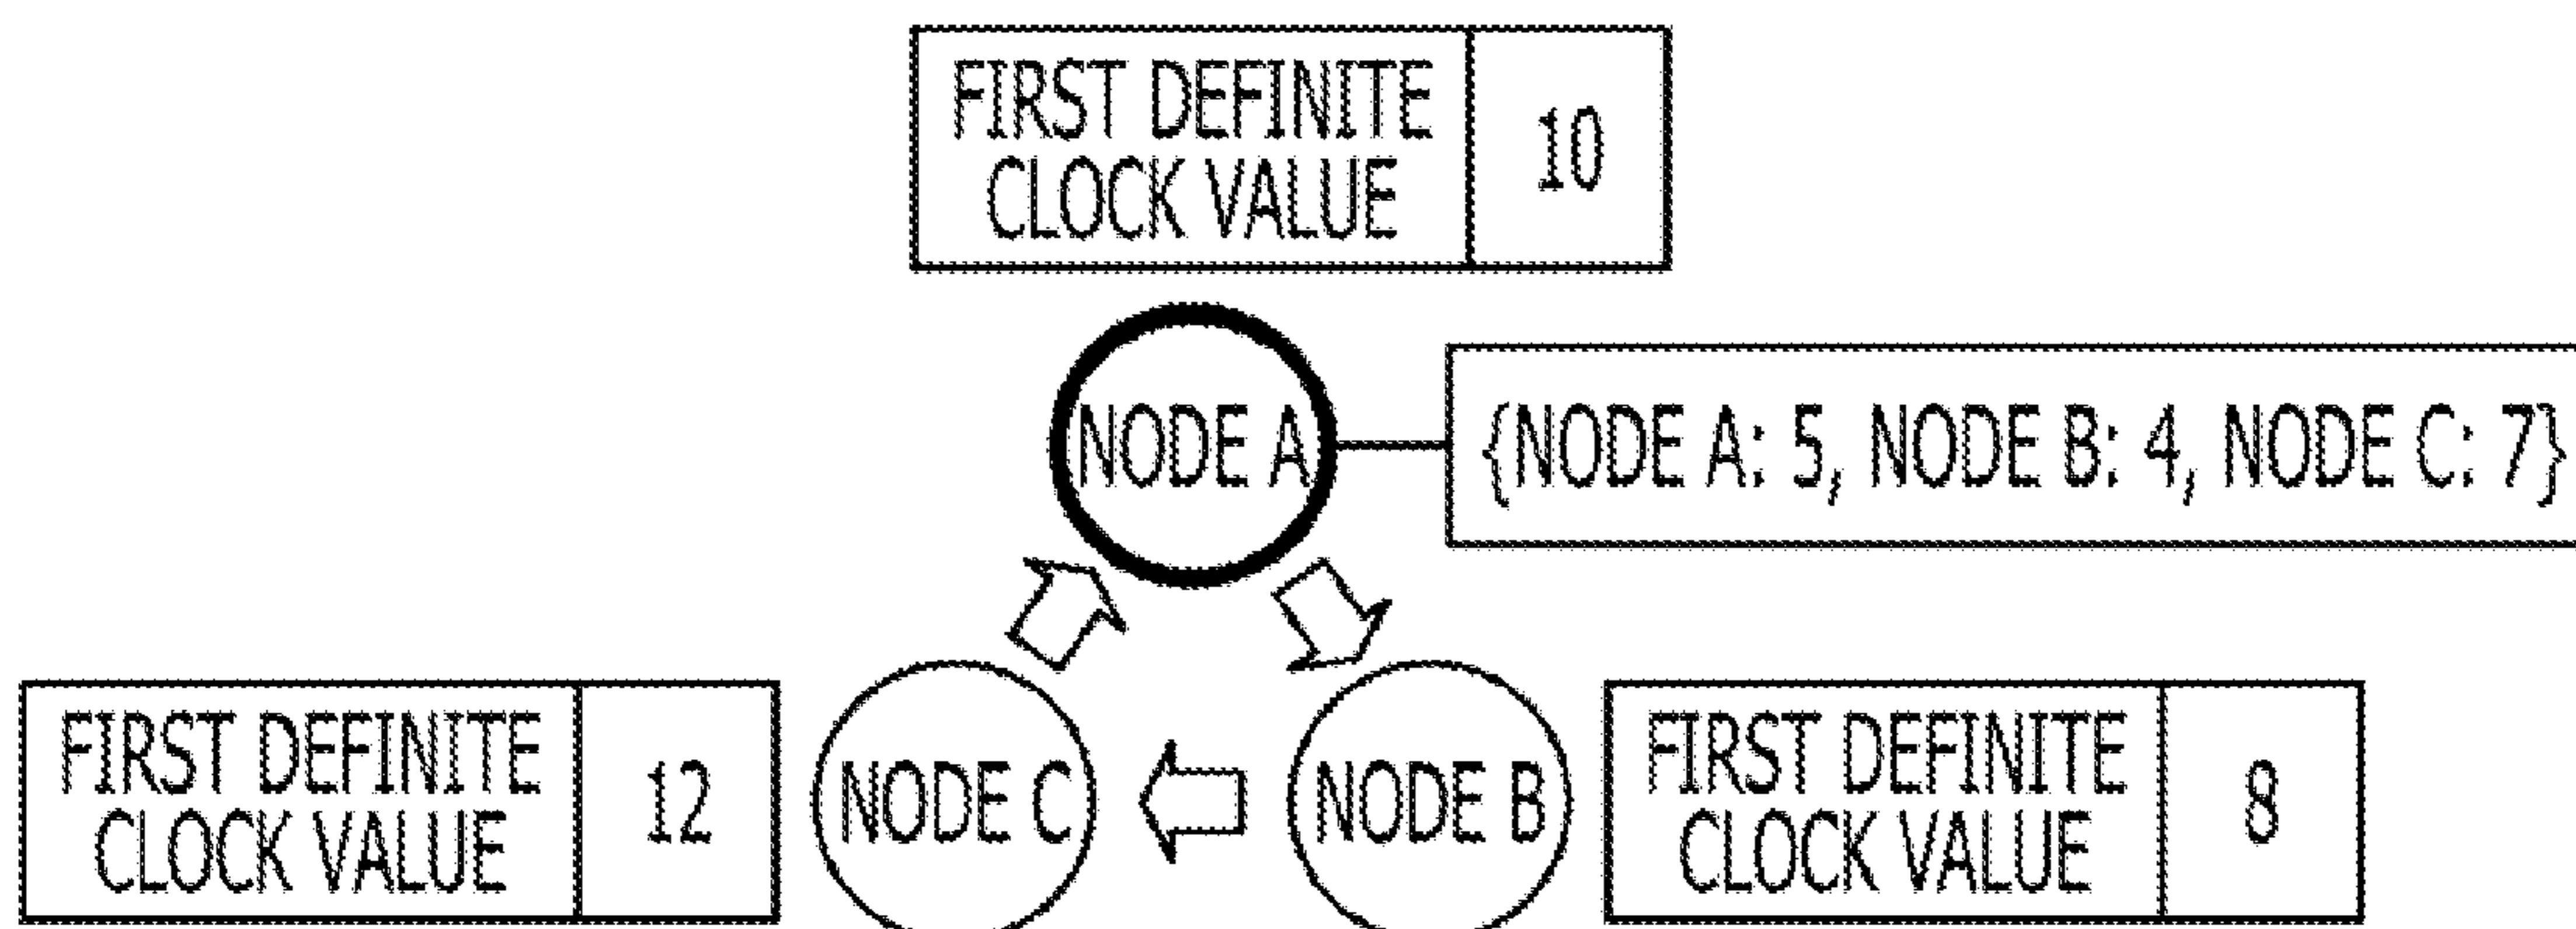 FIRST DEFINITE
CLOCK VALUE
10
NODE A
{NODE A: 5, NODE B: 4, NODE C: 7}
FIRST DEFINITE
CLOCK VALUE
12
NODE C
NODE B
FIRST DEFINITE
CLOCK VALUE
8